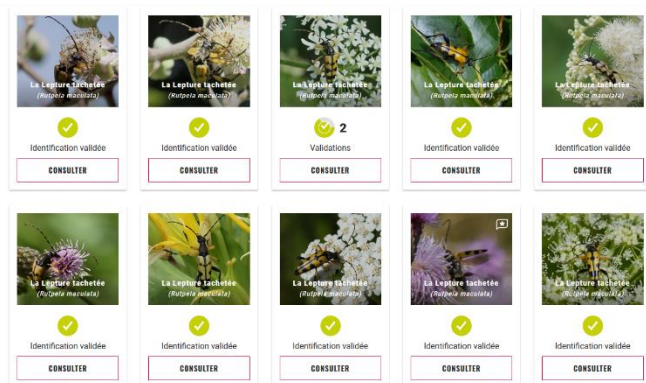 La Lepture tachetée
(Rutpela maculata)
Identification validée
CONSULTER
La Lepture tachetée
(Rutpela maculata)
Identification validée
CONSULTER
La Lepture tachetée
(Rutpela maculata)
2
Validations
CONSULTER
La Lepture tachetée
(Rutpela maculata)
Identification validée
CONSULTER
La Lepture tachetée
(Rutpela maculata)
Identification validée
CONSULTER
La Lepture tachetée
(Rutpela maculata)
Identification validée
CONSULTER
La Lepture tachetée
(Rutpela maculata)
Identification validée
CONSULTER
La Lepture tachetée
(Rutpela maculata)
Identification validée
CONSULTER
La Lepture tachetée
(Rutpela maculata)
Identification validée
CONSULTER
La Lepture tachetée
(Rutpela maculata)
Identification validée
CONSULTER